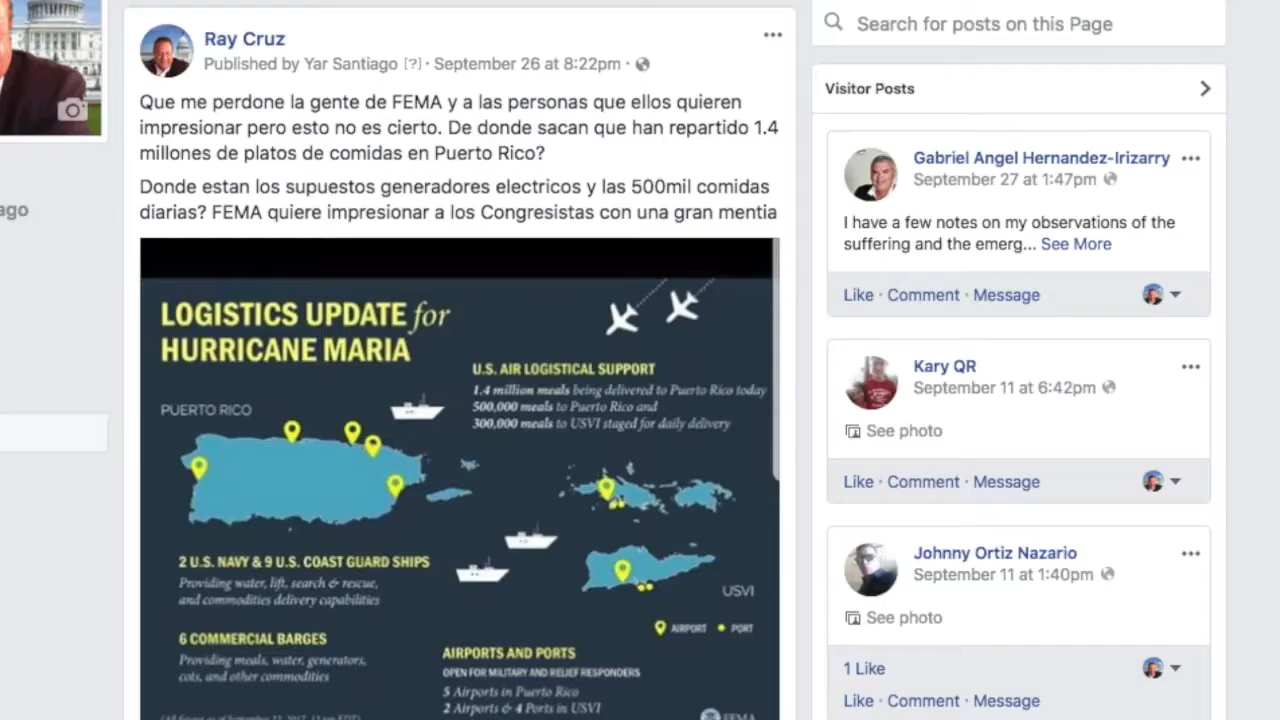 ago
Ray Cruz
Published by Yar Santiago [?] · September 26 at 8:22pm ·
Que me perdone la gente de FEMA y a las personas que ellos quieren
impresionar pero esto no es cierto. De donde sacan que han repartido 1.4
millones de platos de comidas en Puerto Rico?
Donde estan los supuestos generadores electricos y las 500mil comidas
diarias? FEMA quiere impresionar a los Congresistas con una gran mentia
LOGISTICS UPDATE for
HURRICANE MARIA
U.S. AIR LOGISTICAL SUPPORT
1.4 million meals being delivered to Puerto Rico today
500,000 meals to Puerto Rico and
300,000 meals to USVI staged for daily delivery
PUERTO RICO
2 U.S. NAVY & 9 U.S. COAST GUARD SHIPS
Providing water, lift, search & rescue,
and commodities delivery capabilities
USVI
AIRPORT PORT
6 COMMERCIAL BARGES
Providing meals, water, generators,
cots, and other commodities
AIRPORTS AND PORTS
OPEN FOR MILITARY AND RELIEF RESPONDERS
5 Airports in Puerto Rico
2 Airports & 4 Ports in USVI
FEMA
Search for posts on this Page
Visitor Posts
Gabriel Angel Hernandez-Irizarry
September 27 at 1:47pm
I have a few notes on my observations of the
suffering and the emerg... See More
Like · Comment · Message
Kary QR
September 11 at 6:42pm
See photo
Like · Comment · Message
Johnny Ortiz Nazario
September 11 at 1:40pm
See photo
1 Like
Like · Comment · Message